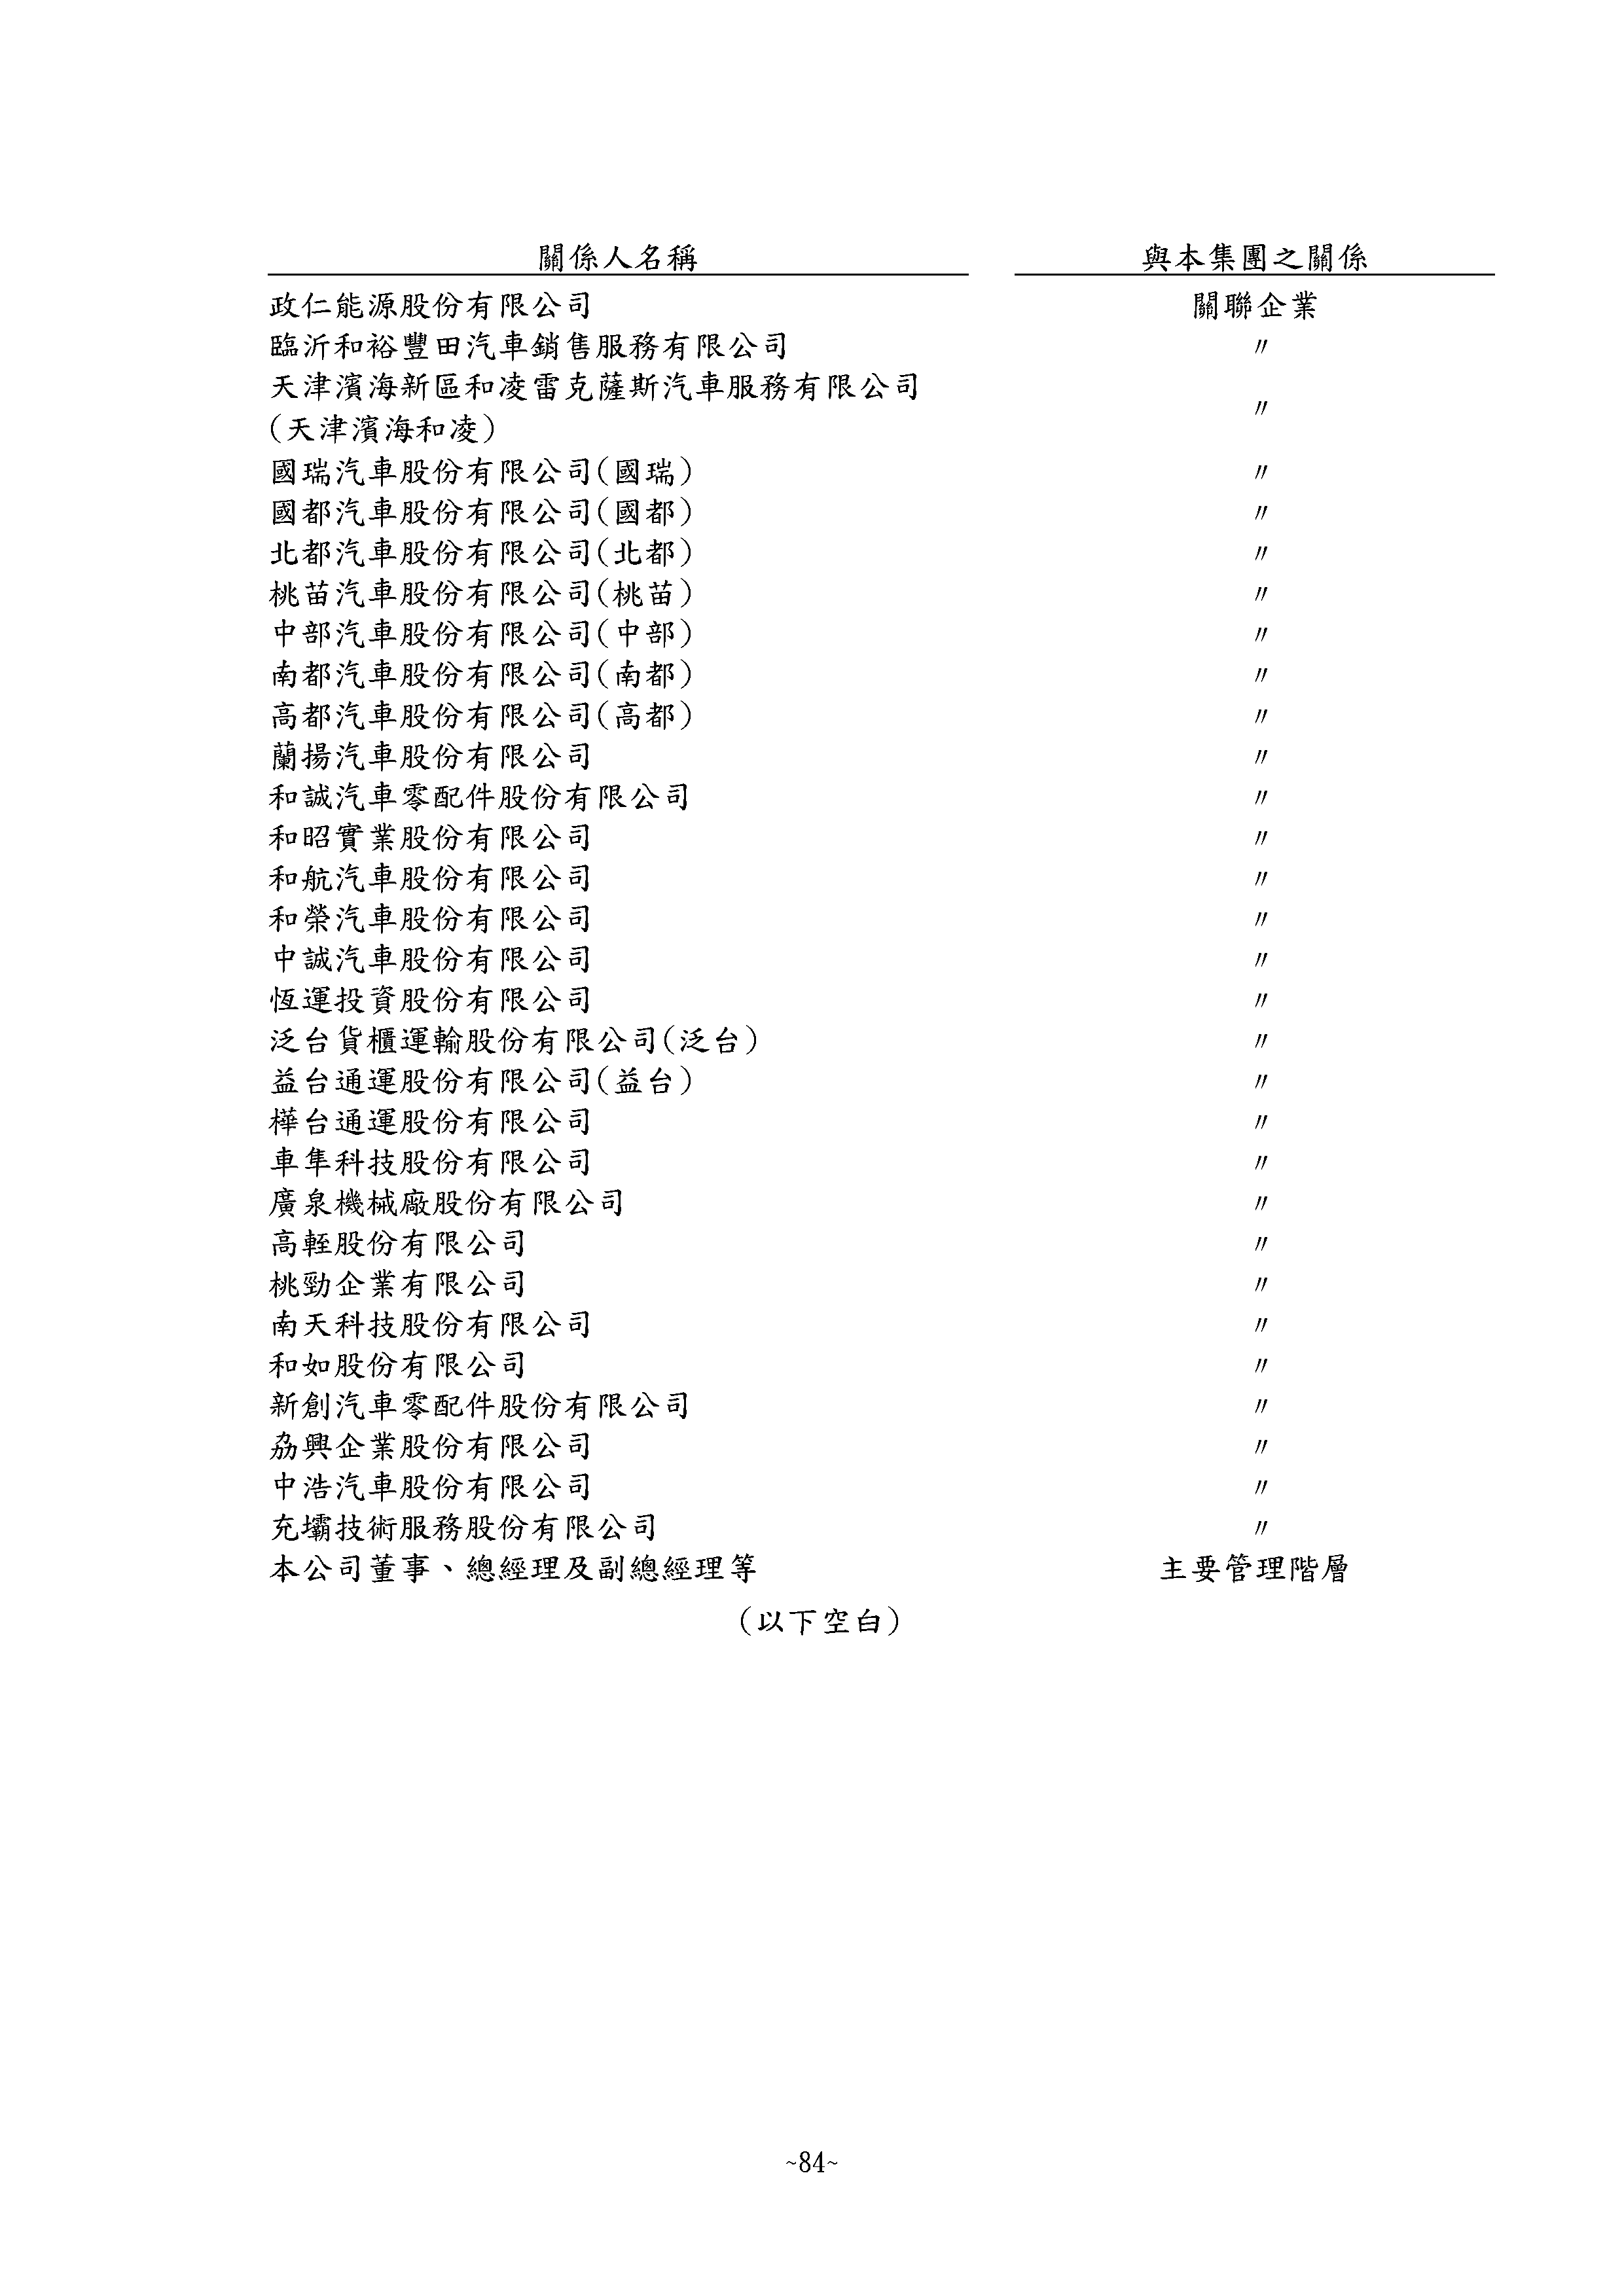 關係人名稱 與本集團之關係
政仁能源股份有限公司 關聯企業
臨沂和裕豐田汽車銷售服務有限公司 〃
天津濱海新區和凌雷克薩斯汽車服務有限公司
(天津濱海和凌) 〃
國瑞汽車股份有限公司(國瑞) 〃
國都汽車股份有限公司(國都) 〃
北都汽車股份有限公司(北都) 〃
桃苗汽車股份有限公司(桃苗) 〃
中部汽車股份有限公司(中部) 〃
南都汽車股份有限公司(南都) 〃
高都汽車股份有限公司(高都) 〃
蘭揚汽車股份有限公司 〃
和誠汽車零配件股份有限公司 〃
和昭實業股份有限公司 〃
和航汽車股份有限公司 〃
和榮汽車股份有限公司 〃
中誠汽車股份有限公司 〃
恆運投資股份有限公司 〃
泛台貨櫃運輸股份有限公司(泛台) 〃
益台通運股份有限公司(益台) 〃
樺台通運股份有限公司 〃
車隼科技股份有限公司 〃
廣泉機械廠股份有限公司 〃
高輊股份有限公司 〃
桃勁企業有限公司 〃
南天科技股份有限公司 〃
和如股份有限公司 〃
新創汽車零配件股份有限公司 〃
劦興企業股份有限公司 〃
中浩汽車股份有限公司 〃
充壩技術服務股份有限公司 〃
本公司董事、總經理及副總經理等 主要管理階層
(以下空白)
~84~